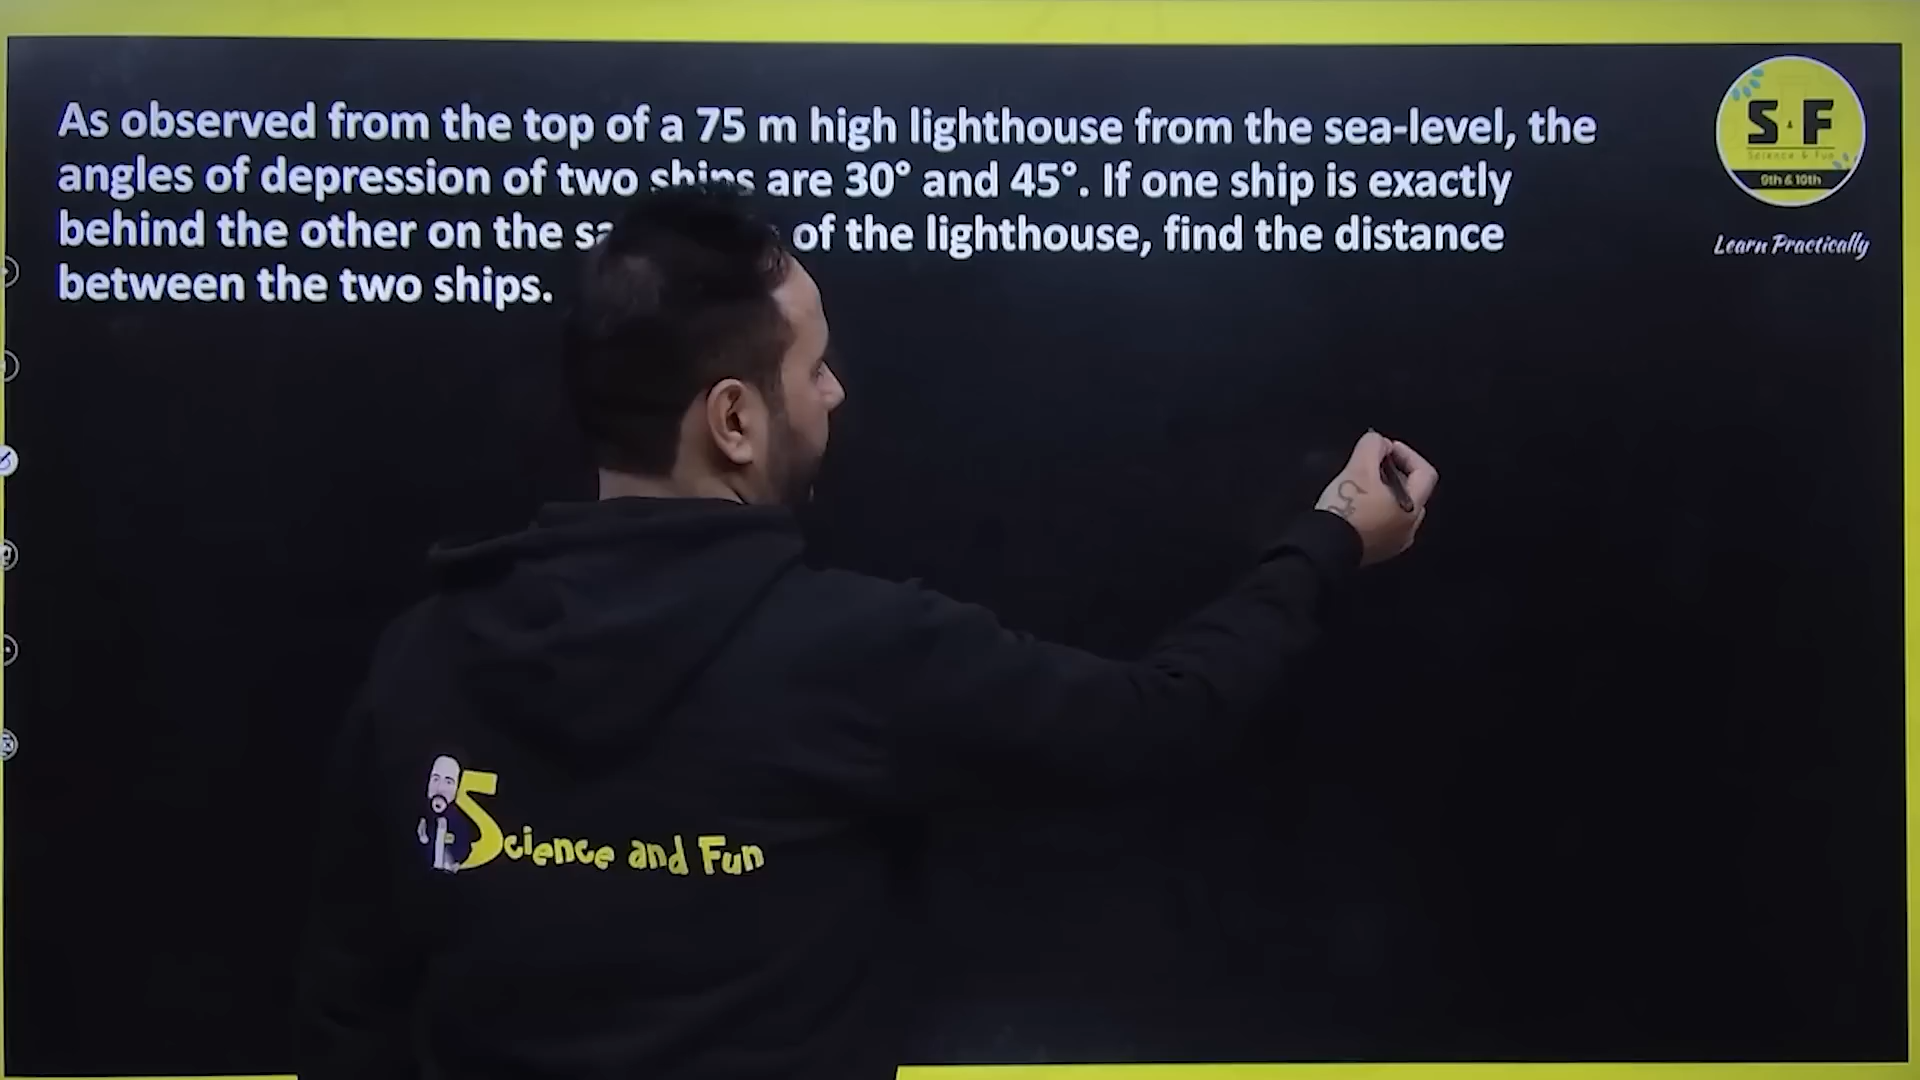 As observed from the top of a 75 m high lighthouse from the sea-level, the
angles of depression of two ships are 30° and 45°. If one ship is exactly
behind the other on the of the lighthouse, find the distance
between the two ships.
S & F
Science & Fun
9th & 10th
Learn Practically
Science and Fun